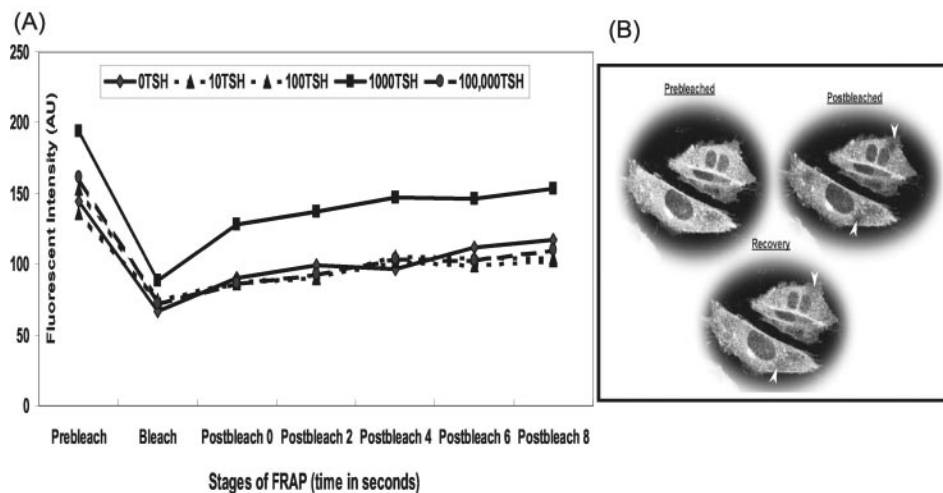 (A)
250
200
150
100
50
0
Fluorescent Intensity (AU)
0TSH 10TSH 100TSH 1000TSH 100,000TSH
Prebleach Bleach Postbleach 0 Postbleach 2 Postbleach 4 Postbleach 6 Postbleach 8
Stages of FRAP (time in seconds)
(B)
Prebleached
Postbleached
Recovery